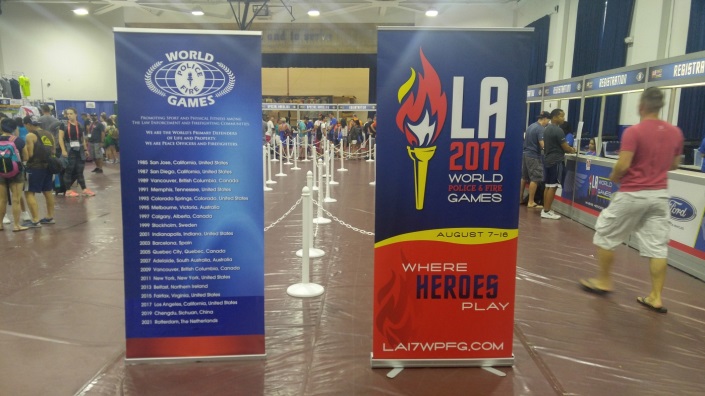 WORLD
POLICE FIRE
GAMES
PROMOTING SPORT AND PHYSICAL FITNESS AMONG
THE LAW ENFORCEMENT AND FIREFIGHTING COMMUNITIES
WE ARE THE WORLD'S PRIMARY DEFENDERS
OF LIFE AND PROPERTY
WE ARE POLICE OFFICERS AND FIREFIGHTERS
1985 San Jose, California, United States
1987 San Diego, California, United States
1989 Vancouver, British Columbia, Canada
1991 Memphis, Tennessee, United States
1993 Colorado Springs, Colorado, United States
1995 Melbourne, Victoria, Australia
1997 Calgary, Alberta, Canada
1999 Stockholm, Sweden
2001 Indianapolis, Indiana, United States
2003 Barcelona, Spain
2005 Quebec City, Quebec, Canada
2007 Adelaide, South Australia, Australia
2009 Vancouver, British Columbia, Canada
2011 New York, New York, United States
2013 Belfast, Northern Ireland
2015 Fairfax, Virginia, United States
2017 Los Angeles, California, United States
2019 Chengdu, Sichuan, China
2021 Rotterdam, The Netherlands
LA
2017
WORLD
POLICE & FIRE
GAMES
AUGUST 7-16
WHERE
HEROES
PLAY
LA17WPFG.COM
REGISTRATION
REGISTRATION
LA
2017
Ford